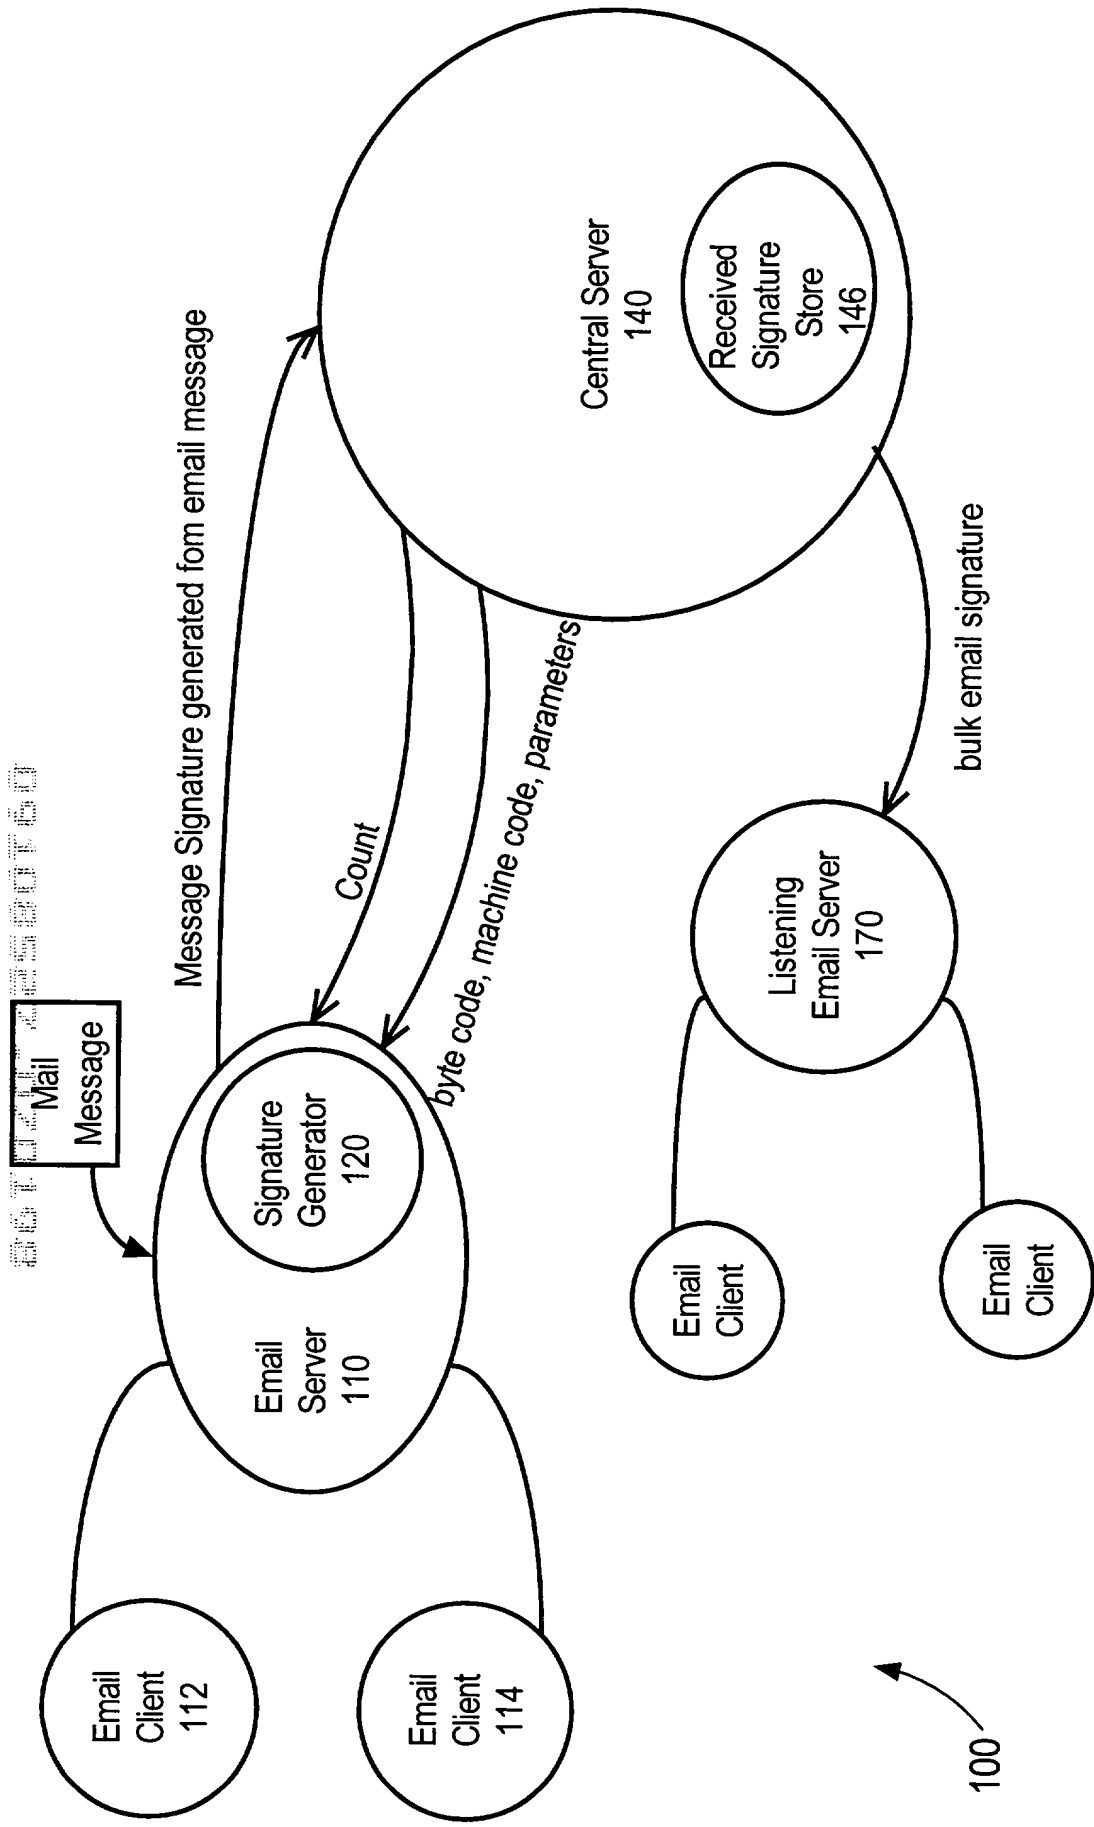 Mail
Message
Message Signature generated fom email message
Email
Client
112
Email
Server
110
Signature
Generator
120
Count
byte code, machine code, parameters
Central Server
140
Received
Signature
Store
146
Email
Client
114
Email
Client
Listening
Email Server
170
bulk email signature
Email
Client
100